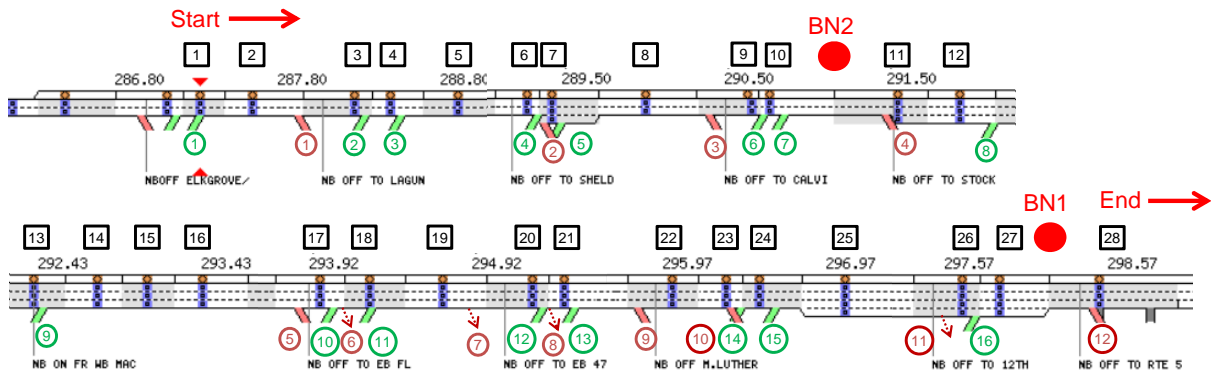 Start
BN2
1 2 3 4 5 6 7 8 9 10 11 12
286.80 287.80 288.80 289.50 290.50 291.50
1 1 2 3 4 2 5 3 6 7 4 8
NBOFF ELKGROVE/ NB OFF TO LAGUN NB OFF TO SHELD NB OFF TO CALVI NB OFF TO STOCK
BN1 End
13 14 15 16 17 18 19 20 21 22 23 24 25 26 27 28
292.43 293.43 293.92 294.92 295.97 296.97 297.57 298.57
9 5 10 6 11 7 12 8 13 9 10 14 15 11 16 12
NB ON FR WB MAC NB OFF TO EB FL NB OFF TO EB 47 NB OFF M.LUTHER NB OFF TO 12TH NB OFF TO RTE 5